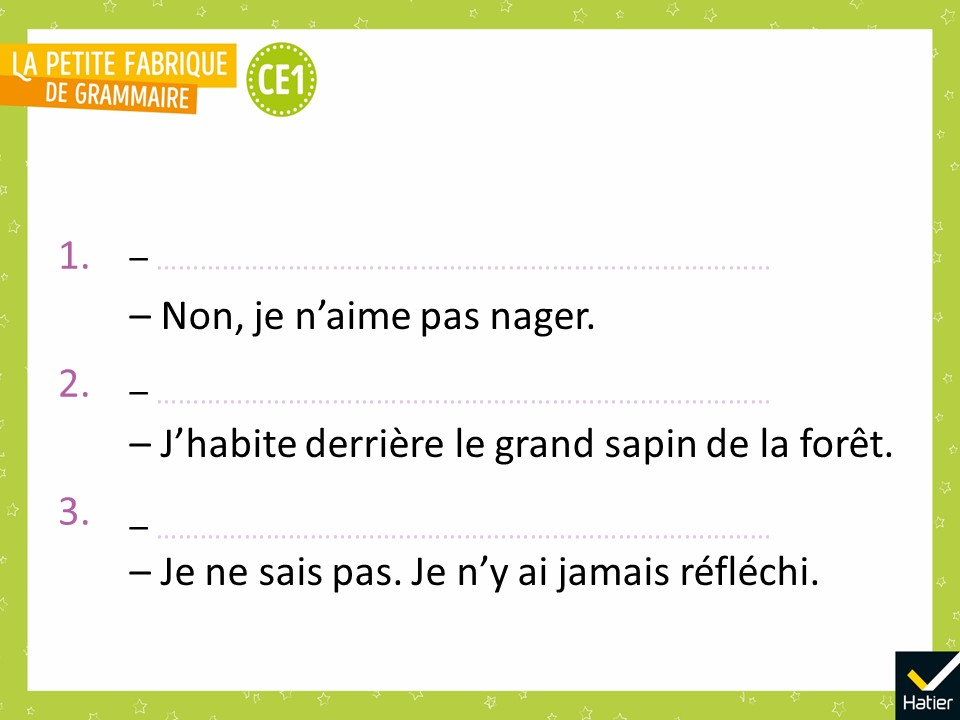 LA PETITE FABRIQUE
DE GRAMMAIRE
CE1
1. – ……………………………………………………………………………
– Non, je n’aime pas nager.
2. – ……………………………………………………………………………
– J’habite derrière le grand sapin de la forêt.
3. – ……………………………………………………………………………
– Je ne sais pas. Je n’y ai jamais réfléchi.
Hatier